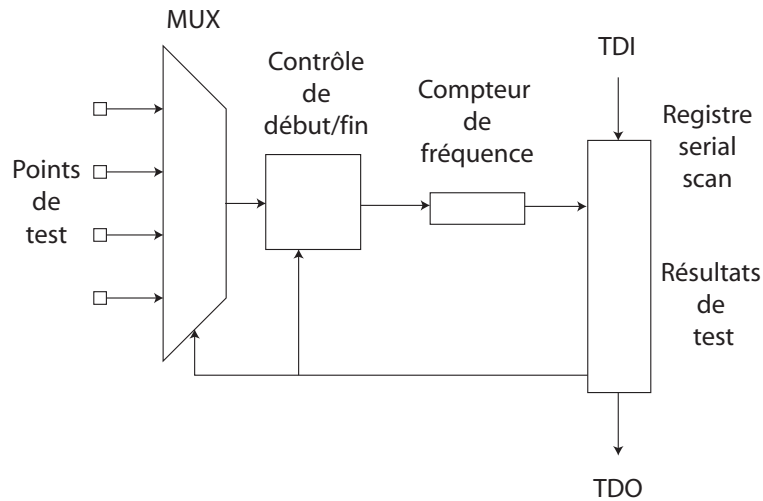 MUX
Points
de
test
Contrôle
de
début/fin
Compteur
de
fréquence
TDI
Registre
serial
scan
Résultats
de
test
TDO